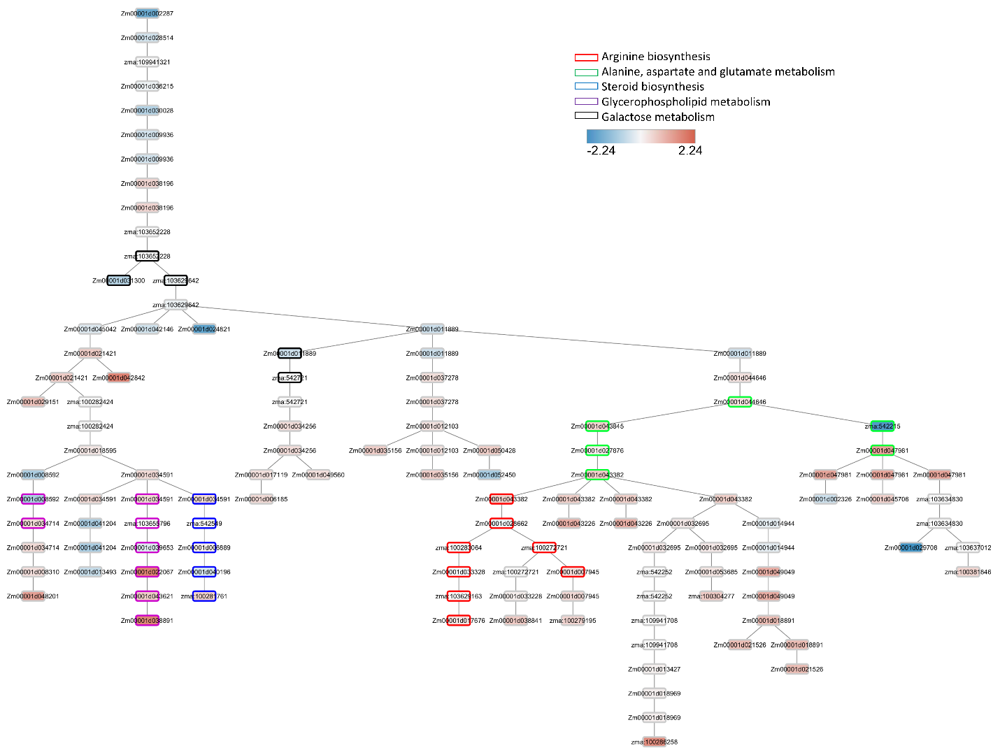 Zm00001d002287
Zm00001d028514
zma:109941321
Zm00001d036215
Zm00001d030028
Zm00001d009936
Zm00001d009936
Zm00001d038196
Zm00001d038196
zma:103652228
zma:103652228
Arginine biosynthesis
Alanine, aspartate and glutamate metabolism
Steroid biosynthesis
Glycerophospholipid metabolism
Galactose metabolism
-2.24 2.24
Zm00001d031300 zma:103629642
zma:103629642
Zm00001d045042 Zm00001d042146 Zm00001d024821 Zm00001d011889
Zm00001d021421 Zm00001d011889 Zm00001d011889 Zm00001d011889
Zm00001d021421 Zm00001d042842 zma:542721 Zm00001d037278 Zm00001d044646
Zm00001d029151 zma:100282424 zma:542721 Zm00001d037278 Zm00001d044646
zma:100282424 Zm00001d034256 Zm00001d012103 Zm00001d043845 zma:542215
Zm00001d018595 Zm00001d034256 Zm00001d035156 Zm00001d012103 Zm00001d050428 Zm00001d027876 Zm00001d047981
Zm00001d008592 Zm00001d034591 Zm00001d017119 Zm00001d049560 Zm00001d035156 Zm00001d052450 Zm00001d043382 Zm00001d047981 Zm00001d047981 Zm00001d047981
Zm00001d008592 Zm00001d034591 Zm00001d034591 Zm00001d034591 Zm00001d006185 Zm00001d043382 Zm00001d043382 Zm00001d043382 Zm00001d043382 Zm00001d002326 Zm00001d045706 zma:103634830
Zm00001d034714 Zm00001d041204 zma:103655796 zma:542549 Zm00001d028662 Zm00001d043226 Zm00001d043226 Zm00001d032695 Zm00001d014944 zma:103634830
Zm00001d034714 Zm00001d041204 Zm00001d039653 Zm00001d006889 zma:100283064 zma:100272721 Zm00001d032695 Zm00001d032695 Zm00001d014944 Zm00001d029708 zma:103637012
Zm00001d008310 Zm00001d013493 Zm00001d022067 Zm00001d040196 Zm00001d033328 zma:100272721 Zm00001d007945 zma:542252 Zm00001d053685 Zm00001d049049 zma:100381846
Zm00001d048201 Zm00001d043621 zma:100281761 zma:103629163 Zm00001d033228 Zm00001d007945 zma:542252 zma:100304277 Zm00001d049049
Zm00001d038891 Zm00001d017676 Zm00001d038841 zma:100279195 zma:109941708 Zm00001d018891
zma:109941708 Zm00001d021526 Zm00001d018891
Zm00001d013427 Zm00001d021526
Zm00001d018969
Zm00001d018969
zma:100286258